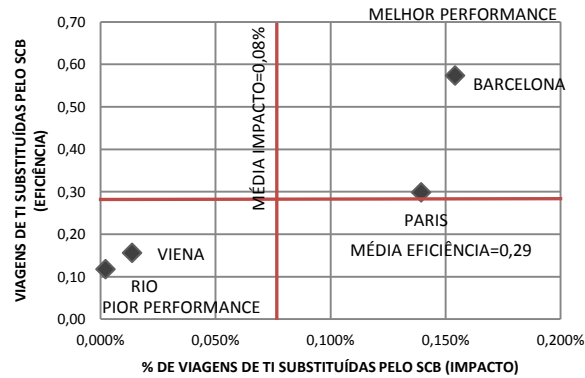 MELHOR PERFORMANCE
VIAGENS DE TI SUBSTITUÍDAS PELO SCB
(EFICIÊNCIA)
0,70
0,60
0,50
0,40
0,30
0,20
0,10
0,00
MÉDIA IMPACTO=0,08%
BARCELONA
PARIS
MÉDIA EFICIÊNCIA=0,29
VIENA
RIO
PIOR PERFORMANCE
0,000%
0,050%
0,100%
0,150%
0,200%
% DE VIAGENS DE TI SUBSTITUÍDAS PELO SCB (IMPACTO)